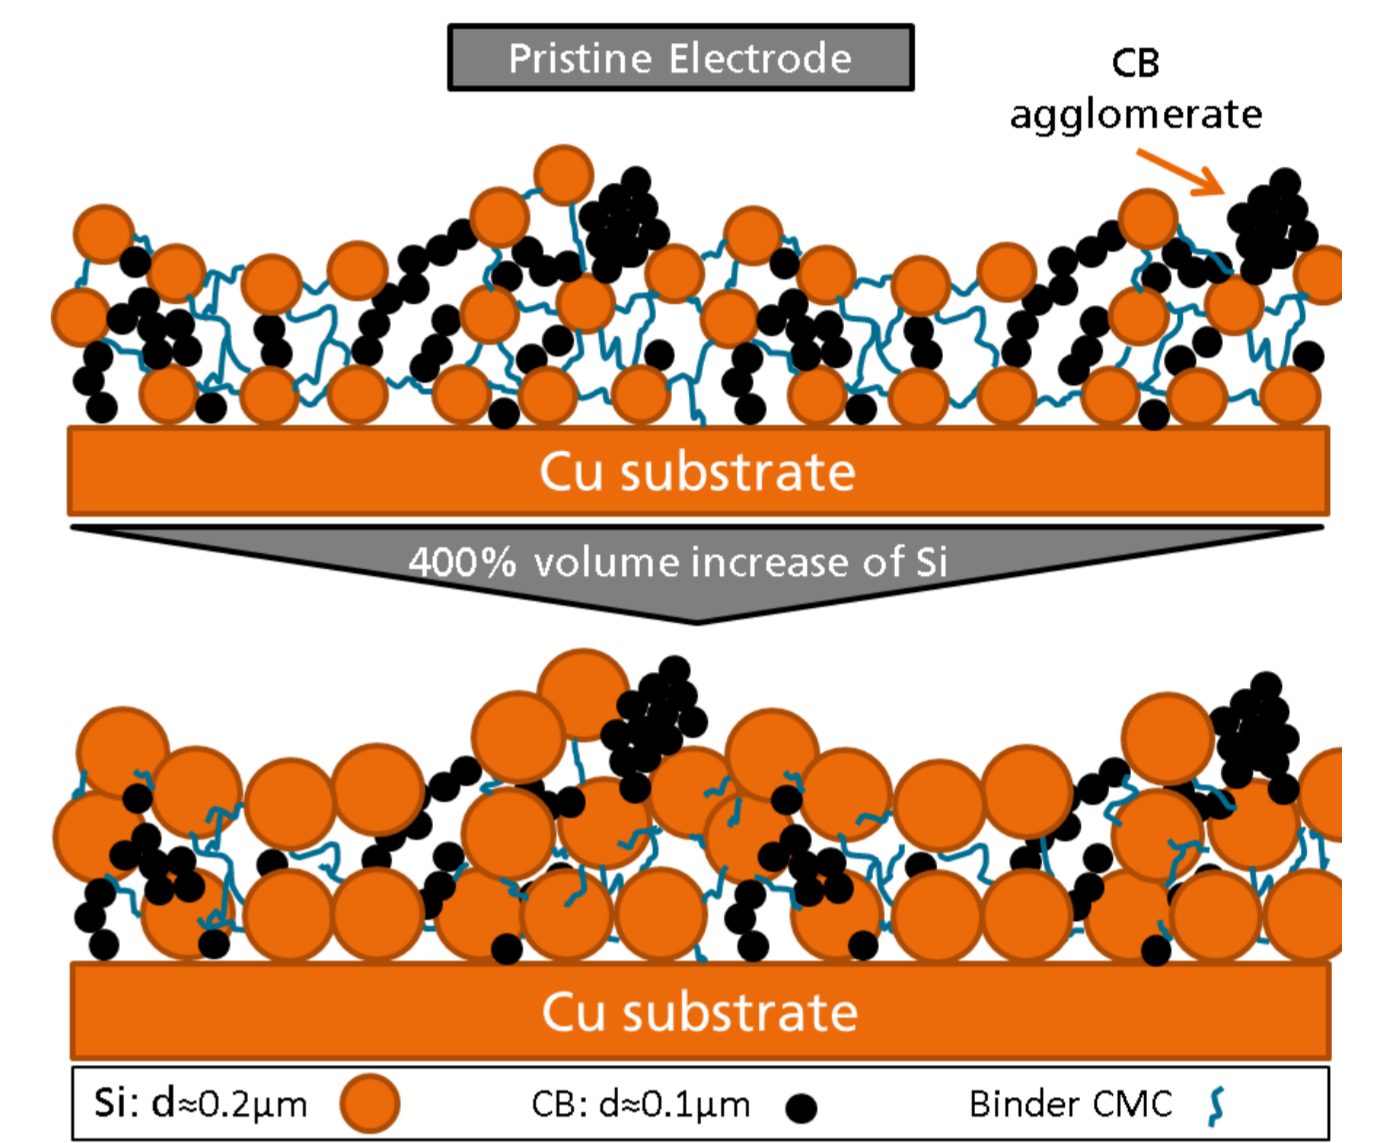 Pristine Electrode
CB
agglomerate
Cu substrate
400% volume increase of Si
Cu substrate
Si: d≈0.2µm CB: d≈0.1µm Binder CMC